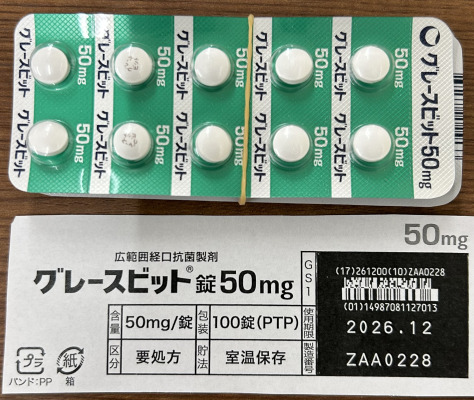 50mg 50mg 50mg 50mg
グレースビット グレースビット グレースビット グレースビット グレースビット50mg
50mg 50mg 50mg 50mg
グレースビット グレースビット グレースビット グレースビット
50mg
広範囲経口抗菌製剤
グレースビット®錠50mg
GS1
(17)261200(10)ZAA0228
(01)14987081127013
含量 50mg/錠 包装 100錠(PTP)
使用期限 2026.12
区分 要処方 貯法 室温保存
製造番号 ZAA0228
プラ 紙
バンド:PP 箱